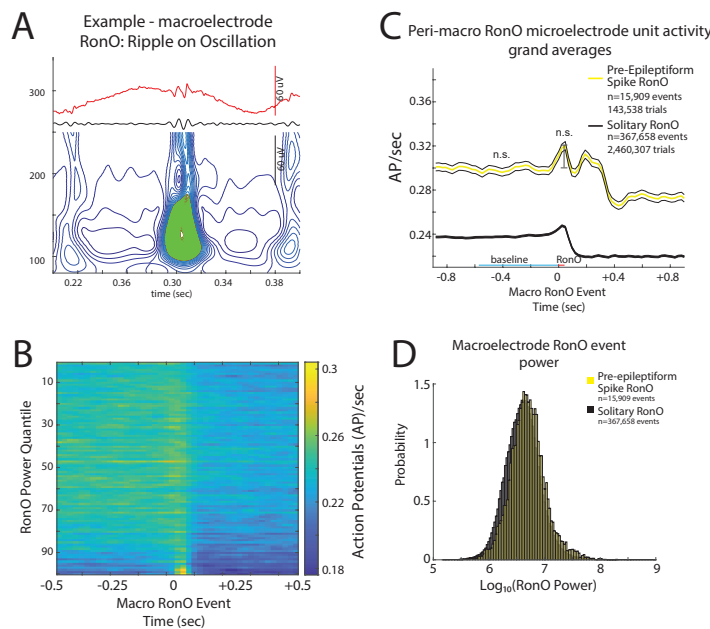 A
Example - macroelectrode
RonO: Ripple on Oscillation
300
200
100
60 uV
60 uV
0.22
0.26
0.30
0.34
0.38
time (sec)
C
Peri-macro RonO microelectrode unit activity
grand averages
Pre-Epileptiform
Spike RonO
n=15,909 events
143,538 trials
Solitary RonO
n=367,658 events
2,460,307 trials
AP/sec
0.36
0.32
0.28
0.24
n.s.
n.s.
baseline
RonO
-0.8
-0.4
0
+0.4
+0.8
Macro RonO Event
Time (sec)
B
RonO Power Quantile
10
30
50
70
90
-0.5
-0.25
0
+0.25
+0.5
Macro RonO Event
Time (sec)
0.3
0.26
0.22
0.18
Action Potentials (AP)/sec
D
Macroelectrode RonO event
power
Pre-epileptiform
Spike RonO
n=15,909 events
Solitary RonO
n=367,658 events
Probability
1.5
1.
0.5
0
5
6
7
8
9
Log10(RonO Power)